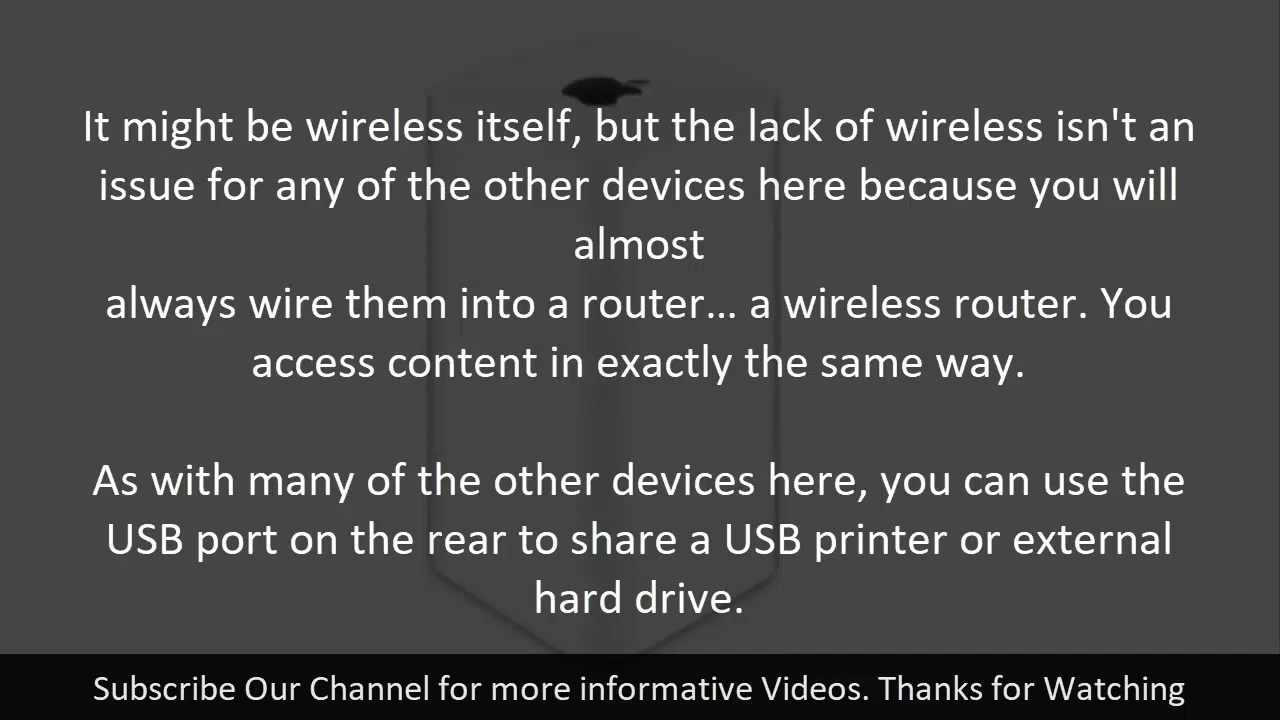 It might be wireless itself, but the lack of wireless isn't an
issue for any of the other devices here because you will
almost
always wire them into a router... a wireless router. You
access content in exactly the same way.
As with many of the other devices here, you can use the
USB port on the rear to share a USB printer or external
hard drive.
Subscribe Our Channel for more informative Videos. Thanks for Watching